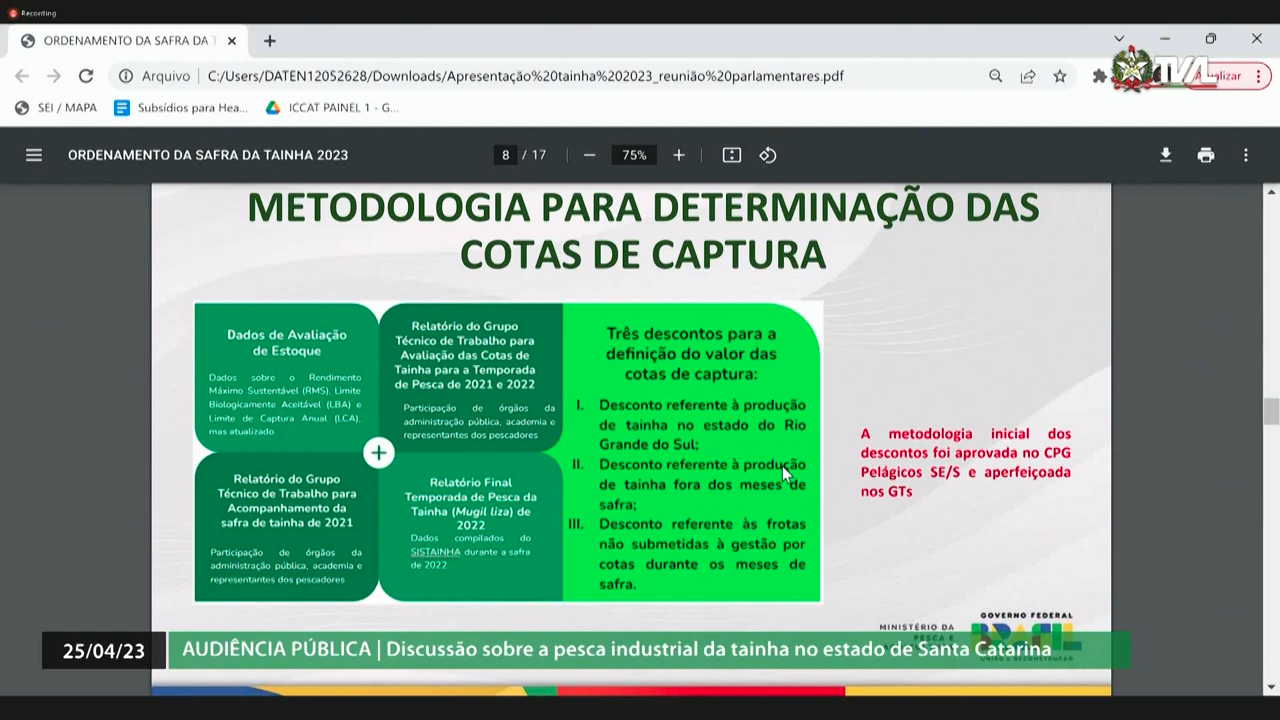 Recording
ORDENAMENTO DA SAFRA DA T
Arquivo C:/Users/DATEN12052628/Downloads/Apresentação%20tainha%202023_reunião%20parlamentares.pdf
TVAL
alizar
SEI / MAPA Subsídios para Hea... ICCAT PAINEL 1 - G...
ORDENAMENTO DA SAFRA DA TAINHA 2023 8 / 17 75%
METODOLOGIA PARA DETERMINAÇÃO DAS
COTAS DE CAPTURA
Dados de Avaliação
de Estoque
Dados sobre o Rendimento
Máximo Sustentável (RMS), Limite
Biologicamente Aceitável (LBA) e
Limite de Captura Anual (LCA),
mas atualizado
Relatório do Grupo
Técnico de Trabalho para
Avaliação das Cotas de
Tainha para a Temporada
de Pesca de 2021 e 2022
Participação de órgãos da
administração pública, academia e
representantes dos pescadores
Relatório do Grupo
Técnico de Trabalho para
Acompanhamento da
safra de tainha de 2021
Participação de órgãos da
administração pública, academia e
representantes dos pescadores
Relatório Final
Temporada de Pesca da
Tainha (Mugil liza) de
2022
Dados compilados do
SISTAINHA durante a safra
de 2022
Três descontos para a
definição do valor das
cotas de captura:
I. Desconto referente à produção
de tainha no estado do Rio
Grande do Sul;
II. Desconto referente à produção
de tainha fora dos meses de
safra;
III. Desconto referente às frotas
não submetidas à gestão por
cotas durante os meses de
safra.
A metodologia inicial dos
descontos foi aprovada no CPG
Pelágicos SE/S e aperfeiçoada
nos GTs
MINISTÉRIO DA
PESCA E
GOVERNO FEDERAL
BRASIL
UNIÃO E RECONSTRUÇÃO
25/04/23 AUDIÊNCIA PÚBLICA | Discussão sobre a pesca industrial da tainha no estado de Santa Catarina